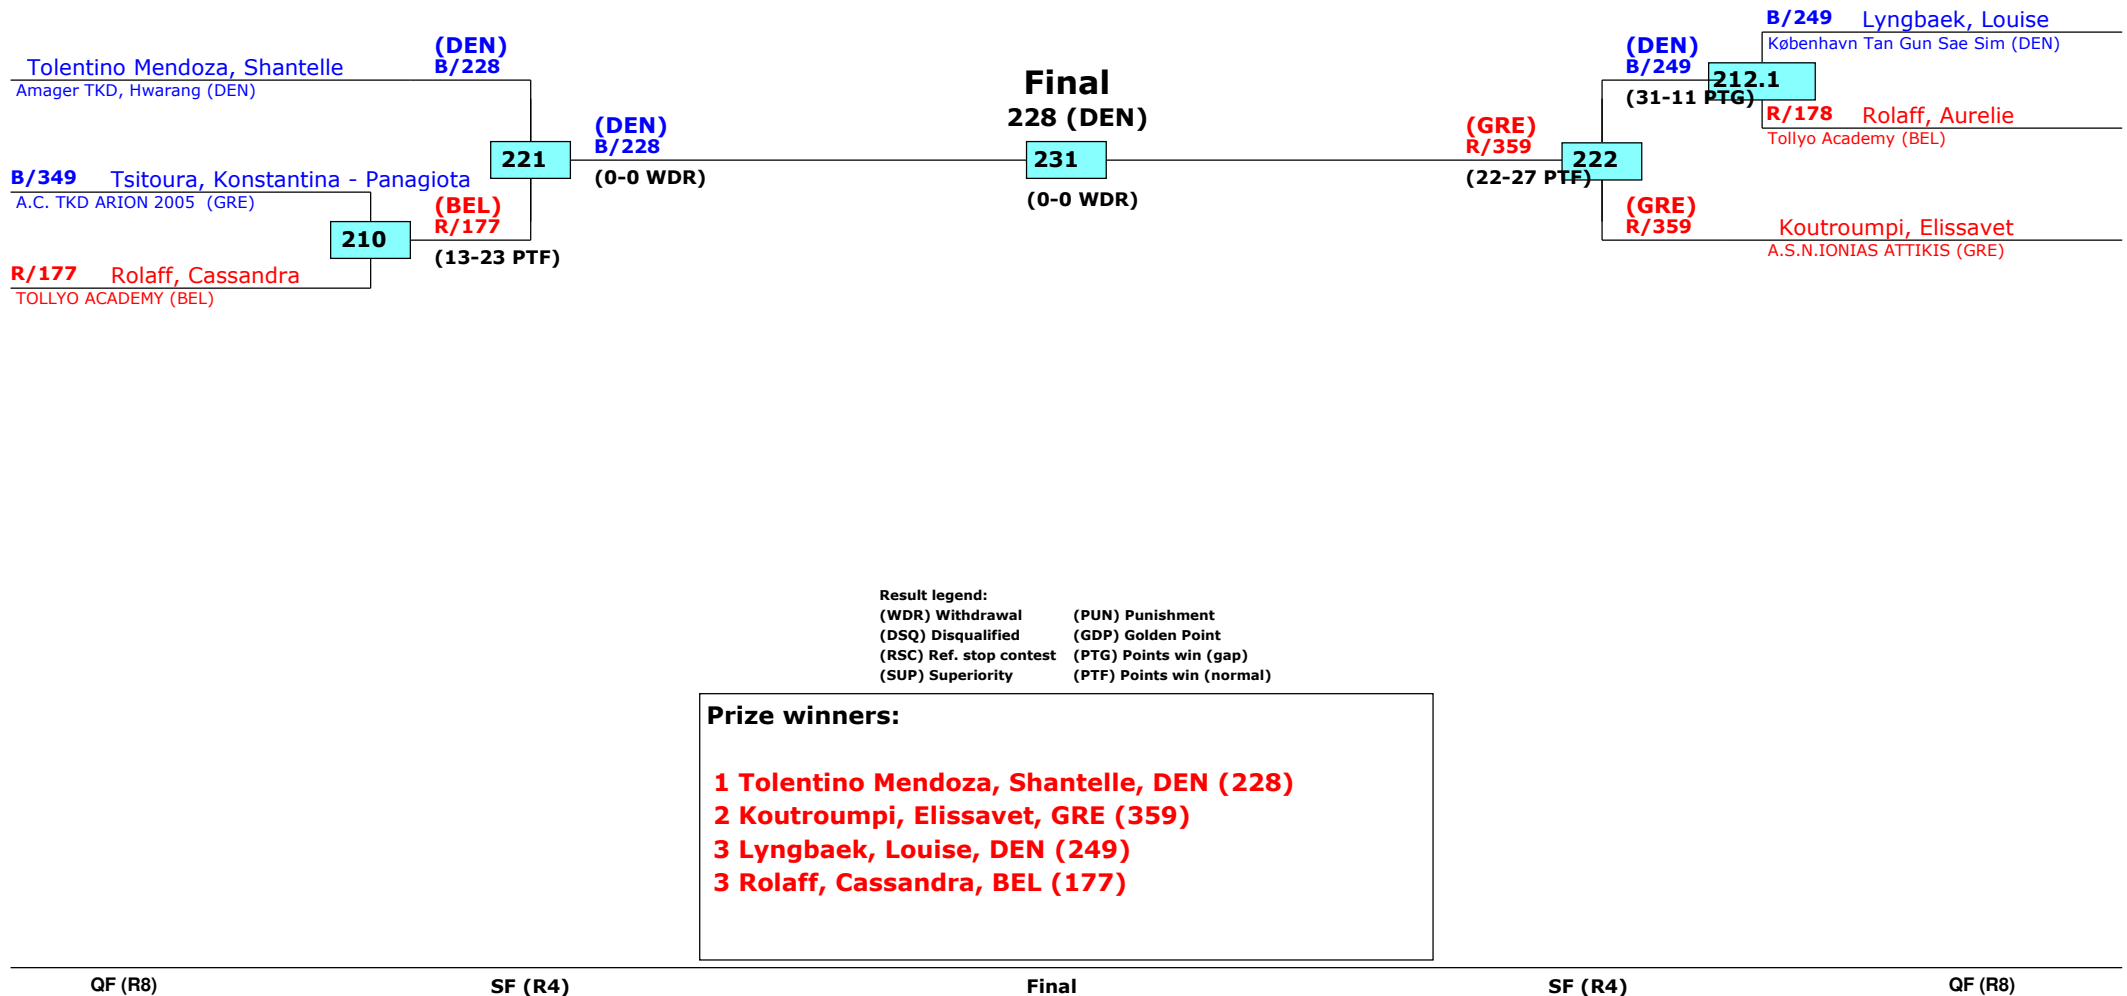 (DEN)
B/228
Tolentino Mendoza, Shantelle
Amager TKD, Hwarang (DEN)
221
(DEN)
B/228
(0-0 WDR)
B/349 Tsitoura, Konstantina - Panagiota
A.C. TKD ARION 2005 (GRE)
210
(BEL)
R/177
(13-23 PTF)
R/177 Rolaff, Cassandra
TOLLYO ACADEMY (BEL)
Final
228 (DEN)
231
(0-0 WDR)
B/249 Lyngbaek, Louise
København Tan Gun Sae Sim (DEN)
(DEN)
B/249
212.1
(31-11 PTG)
R/178 Rolaff, Aurelie
Tollyo Academy (BEL)
(GRE)
R/359
222
(22-27 PTF)
(GRE)
R/359
Koutroumpi, Elissavet
A.S.N.IONIAS ATTIKIS (GRE)
Result legend:
(WDR) Withdrawal (PUN) Punishment
(DSQ) Disqualified (GDP) Golden Point
(RSC) Ref. stop contest (PTG) Points win (gap)
(SUP) Superiority (PTF) Points win (normal)
Prize winners:
1 Tolentino Mendoza, Shantelle, DEN (228)
2 Koutroumpi, Elissavet, GRE (359)
3 Lyngbaek, Louise, DEN (249)
3 Rolaff, Cassandra, BEL (177)
QF (R8) SF (R4) Final SF (R4) QF (R8)